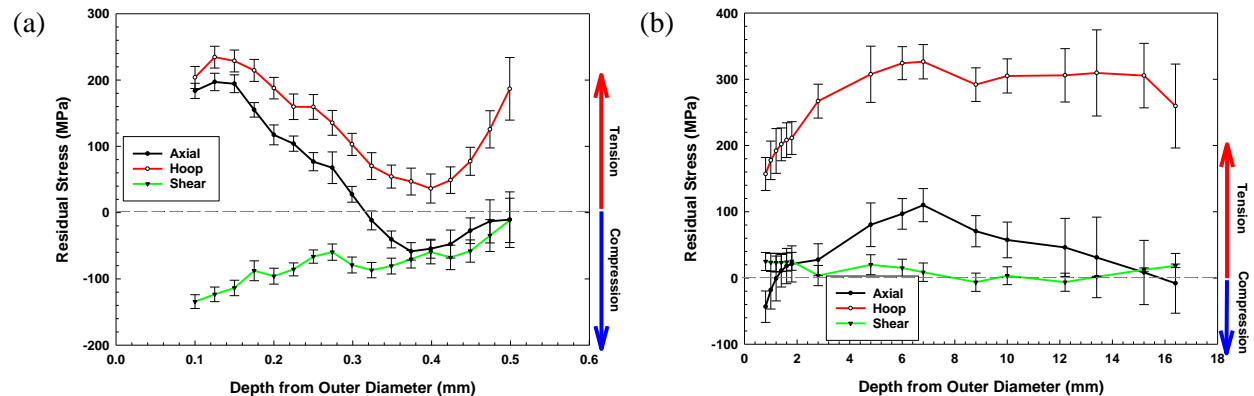 (a)
300
200
100
0
-100
-200
0.0 0.1 0.2 0.3 0.4 0.5 0.6
Residual Stress (MPa)
Depth from Outer Diameter (mm)
Axial
Hoop
Shear
Tension
Compression
(b)
400
300
200
100
0
-100
0 2 4 6 8 10 12 14 16 18
Residual Stress (MPa)
Depth from Outer Diameter (mm)
Axial
Hoop
Shear
Tension
Compression